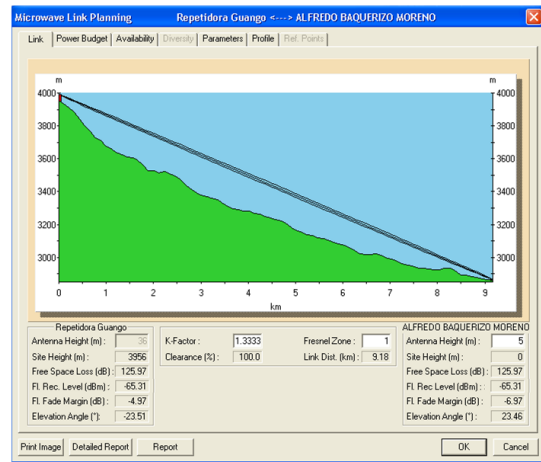 Microwave Link Planning Repetidora Guango <---> ALFREDO BAQUERIZO MORENO
Link Power Budget Availability Diversity Parameters Profile Ref. Points
m m
4000 4000
3800 3800
3600 3600
3400 3400
3200 3200
3000 3000
0 1 2 3 4 5 6 7 8 9
km
Repetidora Guango
Antenna Height (m) : 36
Site Height (m) : 3956
Free Space Loss (dB) : 125.97
Fl. Rec. Level (dBm) : -65.31
Fl. Fade Margin (dB) : -4.97
Elevation Angle (°): -23.51
K-Factor : 1.3333 Fresnel Zone : 1
Clearance (%) : 100.0 Link Dist. (km) : 9.18
ALFREDO BAQUERIZO MORENO
Antenna Height (m) : 5
Site Height (m) : 0
Free Space Loss (dB) : 125.97
Fl. Rec. Level (dBm) : -65.31
Fl. Fade Margin (dB) : -6.97
Elevation Angle (°) : 23.46
Print Image Detailed Report Report OK Cancel